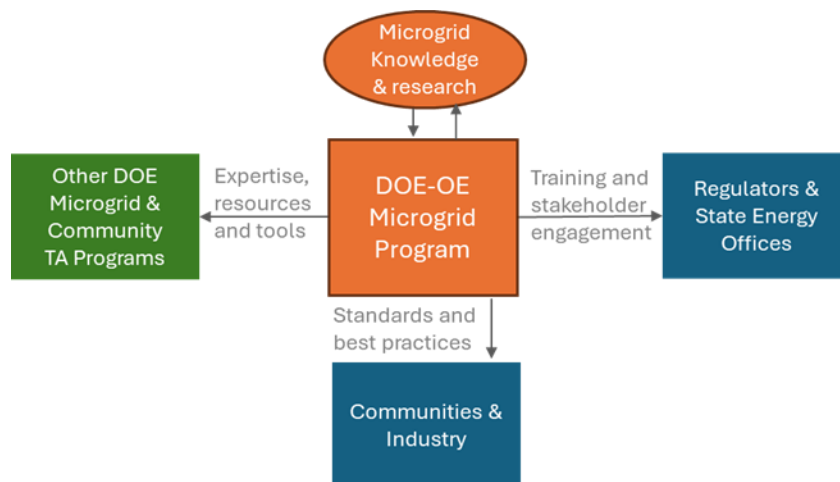 Microgrid
Knowledge
& research
Other DOE
Microgrid &
Community
TA Programs
Expertise,
resources
and tools
DOE-OE
Microgrid
Program
Training and
stakeholder
engagement
Regulators &
State Energy
Offices
Standards and
best practices
Communities &
Industry